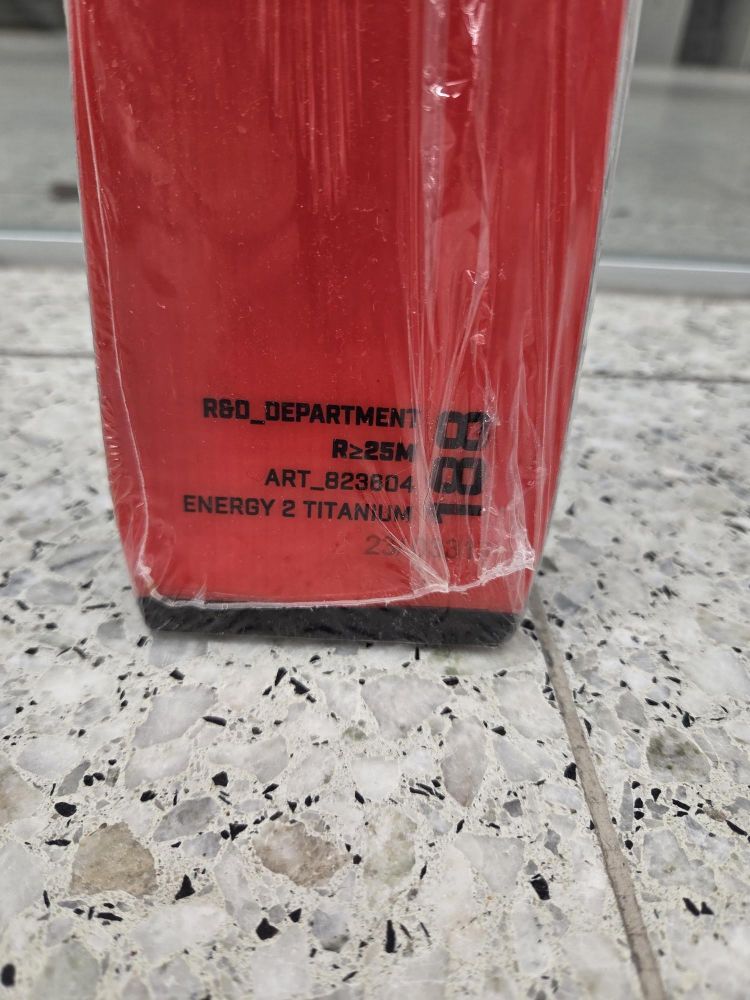 R&D_DEPARTMENT
R≥25M
ART_823604
ENERGY 2 TITANIUM
188